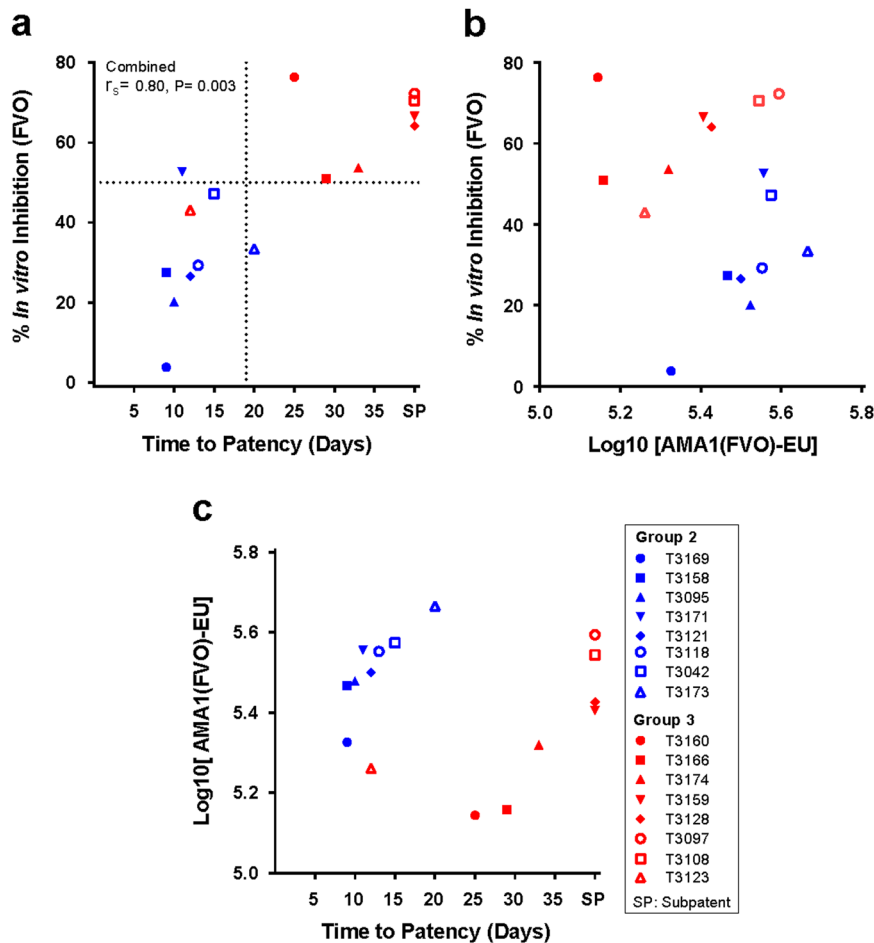 a
Combined
rS= 0.80, P= 0.003
% In vitro Inhibition (FVO)
80
60
40
20
0
5 10 15 20 25 30 35 SP
Time to Patency (Days)
b
% In vitro Inhibition (FVO)
80
60
40
20
0
5.0 5.2 5.4 5.6 5.8
Log10 [AMA1(FVO)-EU]
c
Log10[ AMA1(FVO)-EU]
5.8
5.6
5.4
5.2
5.0
5 10 15 20 25 30 35 SP
Time to Patency (Days)
Group 2
T3169
T3158
T3095
T3171
T3121
T3118
T3042
T3173
Group 3
T3160
T3166
T3174
T3159
T3128
T3097
T3108
T3123
SP: Subpatent